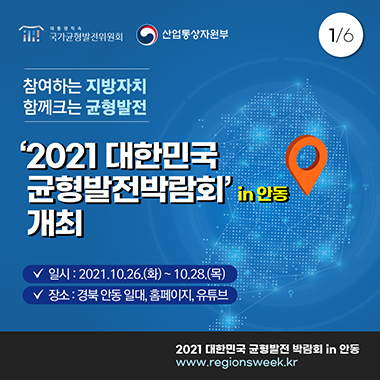 대통령직속
국가균형발전위원회
산업통상자원부
1/6
참여하는 지방자치
함께크는 균형발전
‘2021 대한민국
균형발전박람회’ in 안동
개최
✓ 일시 : 2021.10.26.(화) ~ 10.28.(목)
✓ 장소 : 경북 안동 일대, 홈페이지, 유튜브
2021 대한민국 균형발전 박람회 in 안동
www.regionsweek.kr